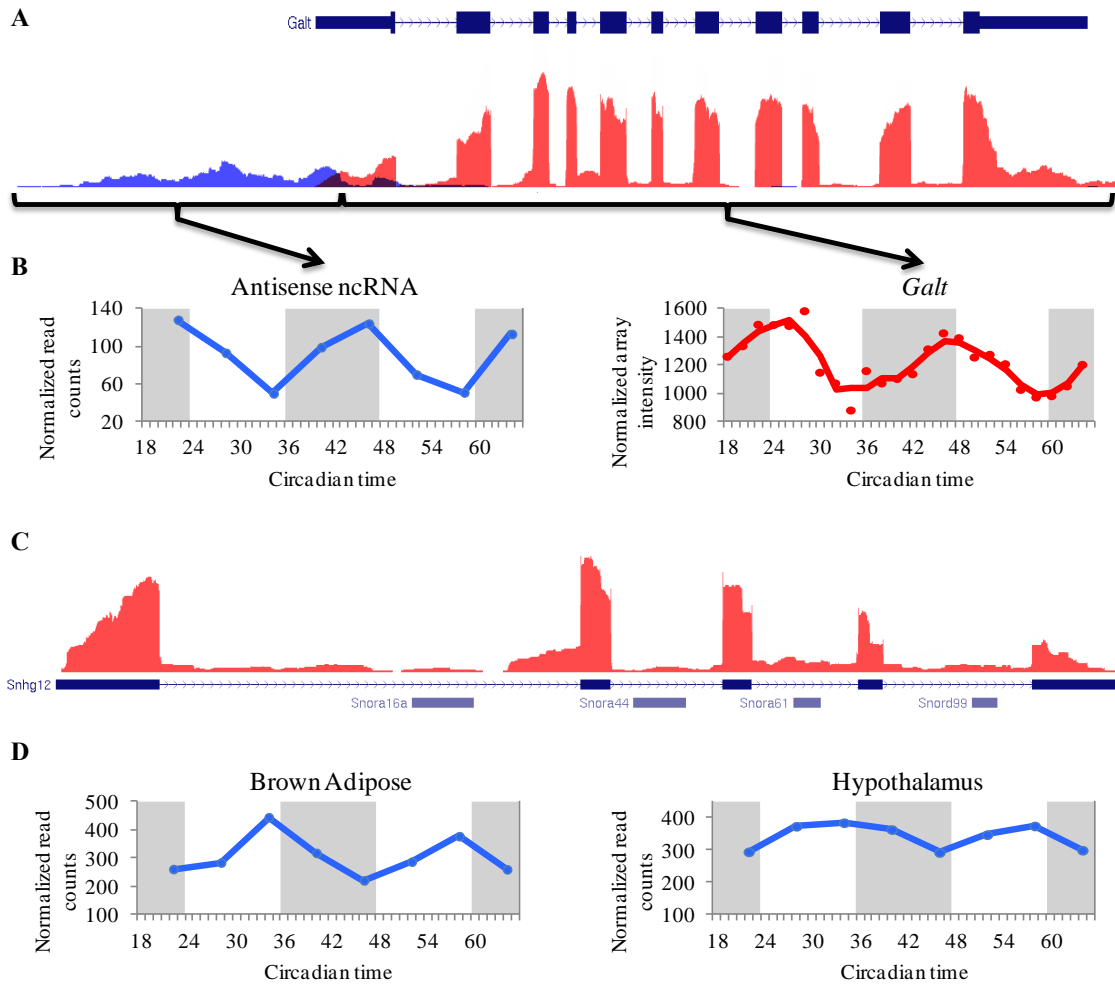 A
Galt
B
Antisense ncRNA
Normalized read counts
140
100
60
20
18 24 30 36 42 48 54 60
Circadian time
Galt
Normalized array intensity
1600
1400
1200
1000
800
18 24 30 36 42 48 54 60
Circadian time
C
Snhg12
Snora16a
Snora44
Snora61
Snord99
D
Brown Adipose
Normalized read counts
500
400
300
200
100
18 24 30 36 42 48 54 60
Circadian time
Hypothalamus
Normalized read counts
400
300
200
100
18 24 30 36 42 48 54 60
Circadian time